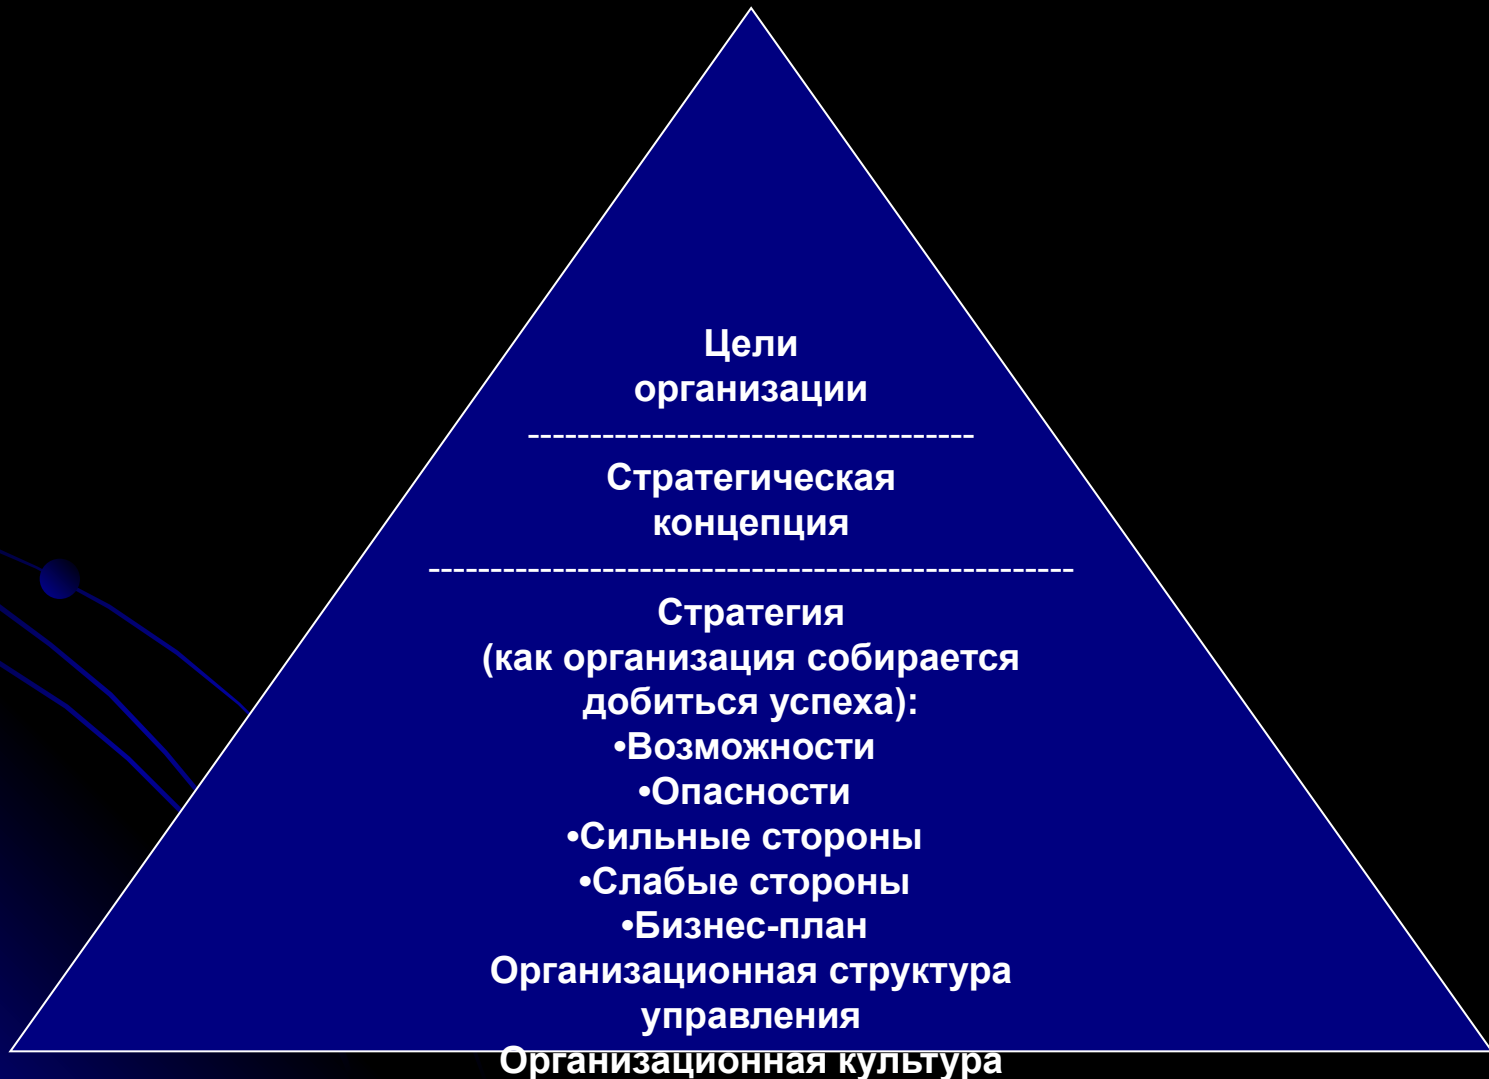 Цели
организации
------------------------------------
Стратегическая
концепция
----------------------------------------------------
Стратегия
(как организация собирается
добиться успеха):
•Возможности
•Опасности
•Сильные стороны
•Слабые стороны
•Бизнес-план
Организационная структура
управления
Организационная культура